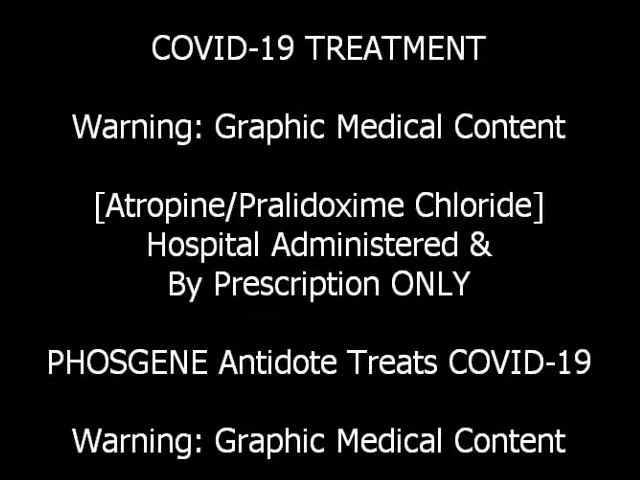 COVID-19 TREATMENT
Warning: Graphic Medical Content
[Atropine/Pralidoxime Chloride]
Hospital Administered &
By Prescription ONLY
PHOSGENE Antidote Treats COVID-19
Warning: Graphic Medical Content